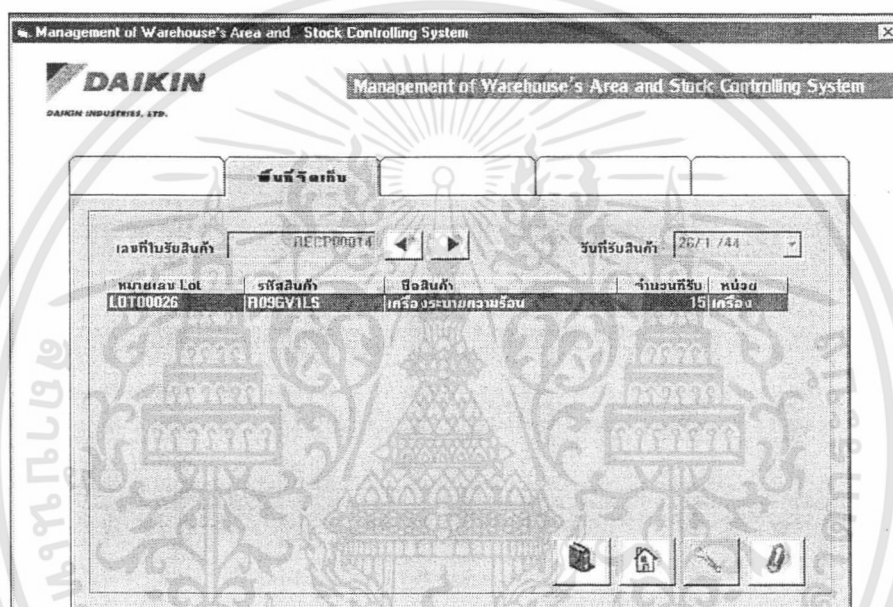 Management of Warehouse's Area and Stock Controlling System
DAIKIN
DAIKIN INDUSTRIES, LTD.
Management of Warehouse's Area and Stock Controlling System
พื้นที่จัดเก็บ
เลขที่ใบรับสินค้า RECP00014 วันที่รับสินค้า 26/1/44
หมายเลข Lot รหัสสินค้า ชื่อสินค้า จำนวนที่รับ หน่วย
LOT00026 R09GV1LS เครื่องระบายความร้อน 15 เครื่อง